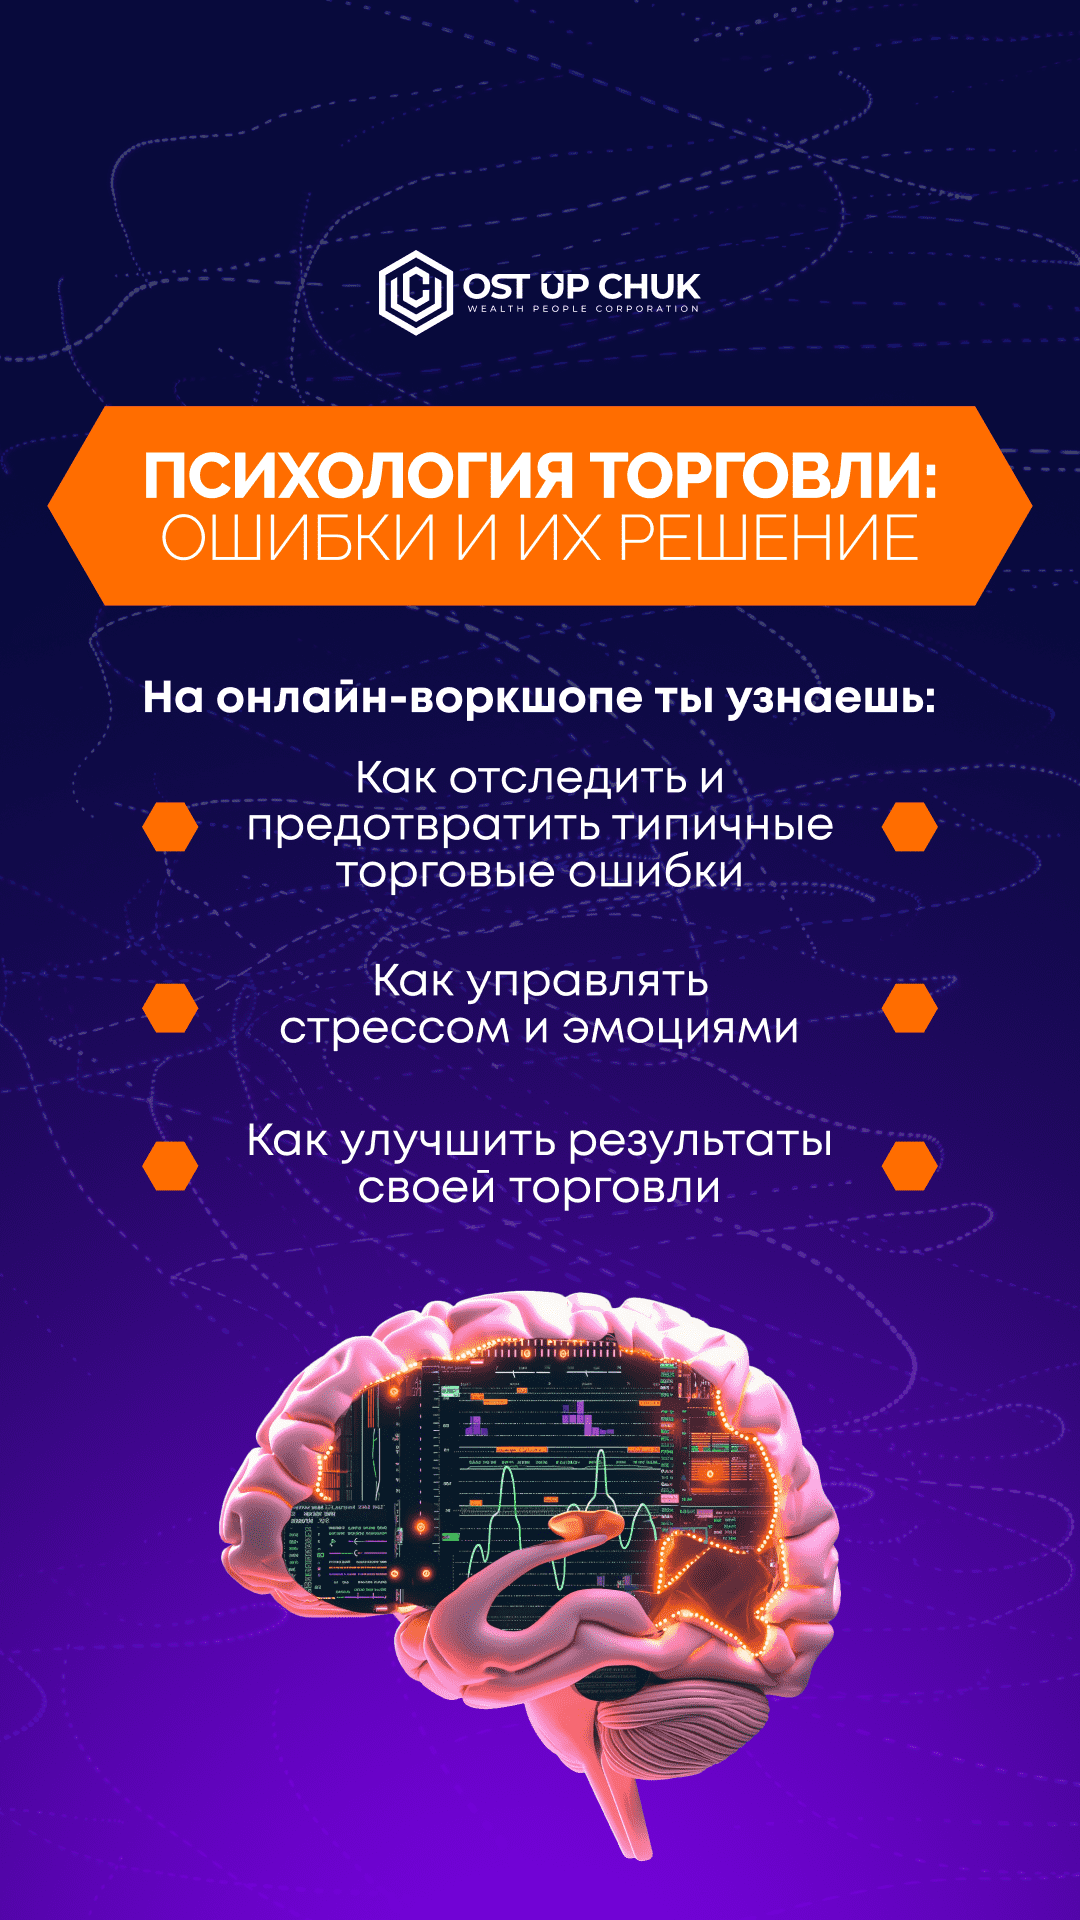 OST UP CHUK
WEALTH PEOPLE CORPORATION
ПСИХОЛОГИЯ ТОРГОВЛИ:
ОШИБКИ И ИХ РЕШЕНИЕ
На онлайн-воркшопе ты узнаешь:
Как отследить и
предотвратить типичные
торговые ошибки
Как управлять
стрессом и эмоциями
Как улучшить результаты
своей торговли